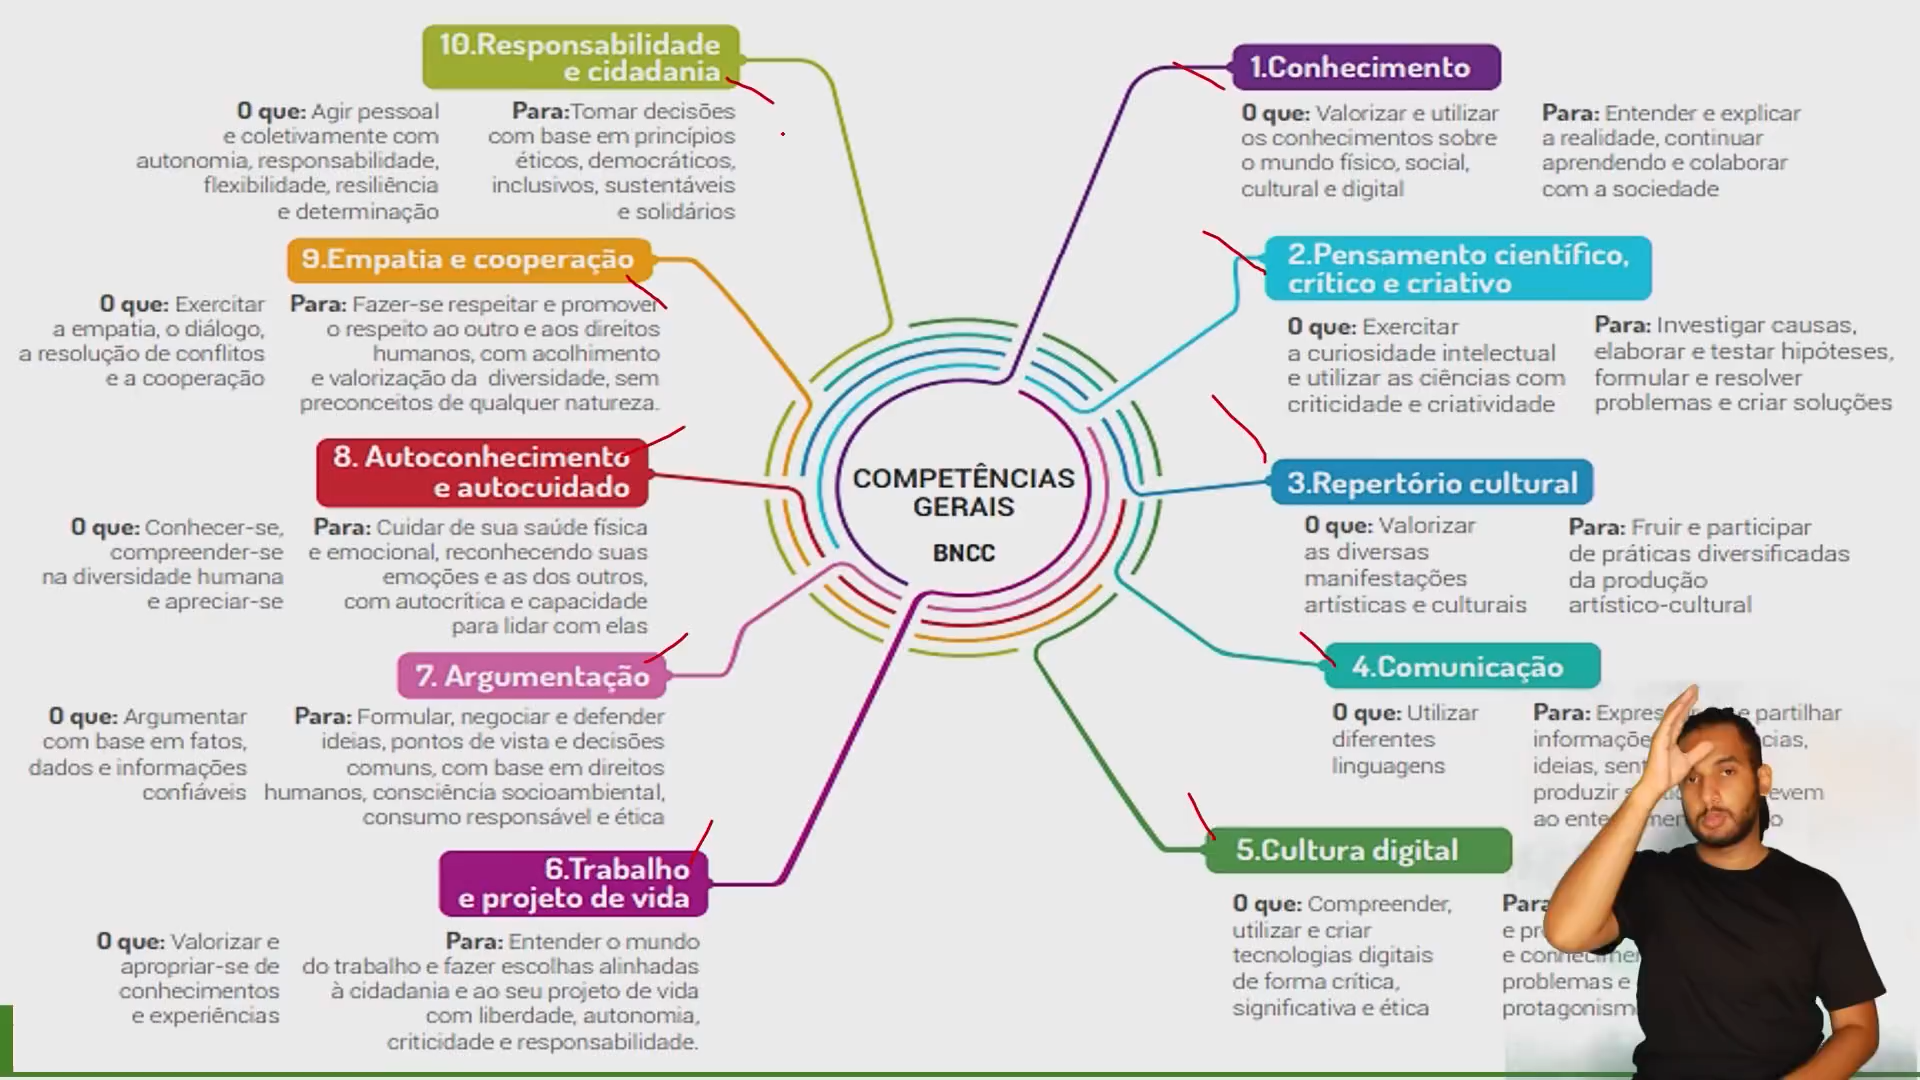 COMPETÊNCIAS
GERAIS
BNCC
1.Conhecimento
O que: Valorizar e utilizar
os conhecimentos sobre
o mundo físico, social,
cultural e digital
Para: Entender e explicar
a realidade, continuar
aprendendo e colaborar
com a sociedade
2.Pensamento científico,
crítico e criativo
O que: Exercitar
a curiosidade intelectual
e utilizar as ciências com
criticidade e criatividade
Para: Investigar causas,
elaborar e testar hipóteses,
formular e resolver
problemas e criar soluções
3.Repertório cultural
O que: Valorizar
as diversas
manifestações
artísticas e culturais
Para: Fruir e participar
de práticas diversificadas
da produção
artístico-cultural
4.Comunicação
O que: Utilizar
diferentes
linguagens
Para: partilhar
ideias,
produzir
ao
5.Cultura digital
O que: Compreender,
utilizar e criar
tecnologias digitais
de forma crítica,
significativa e ética
Para
e
e
problemas e
6.Trabalho
e projeto de vida
O que: Valorizar e
apropriar-se de
conhecimentos
e experiências
Para: Entender o mundo
do trabalho e fazer escolhas alinhadas
à cidadania e ao seu projeto de vida
com liberdade, autonomia,
criticidade e responsabilidade.
7. Argumentação
O que: Argumentar
com base em fatos,
dados e informações
confiáveis
Para: Formular, negociar e defender
ideias, pontos de vista e decisões
comuns, com base em direitos
humanos, consciência socioambiental,
consumo responsável e ética
8. Autoconhecimento
e autocuidado
O que: Conhecer-se,
compreender-se
na diversidade humana
e apreciar-se
Para: Cuidar de sua saúde física
e emocional, reconhecendo suas
emoções e as dos outros,
com autocrítica e capacidade
para lidar com elas
9.Empatia e cooperação
O que: Exercitar
a empatia, o diálogo,
a resolução de conflitos
e a cooperação
Para: Fazer-se respeitar e promover
o respeito ao outro e aos direitos
humanos, com acolhimento
e valorização da diversidade, sem
preconceitos de qualquer natureza.
10.Responsabilidade
e cidadania
O que: Agir pessoal
e coletivamente com
autonomia, responsabilidade,
flexibilidade, resiliência
e determinação
Para:Tomar decisões
com base em princípios
éticos, democráticos,
inclusivos, sustentáveis
e solidários